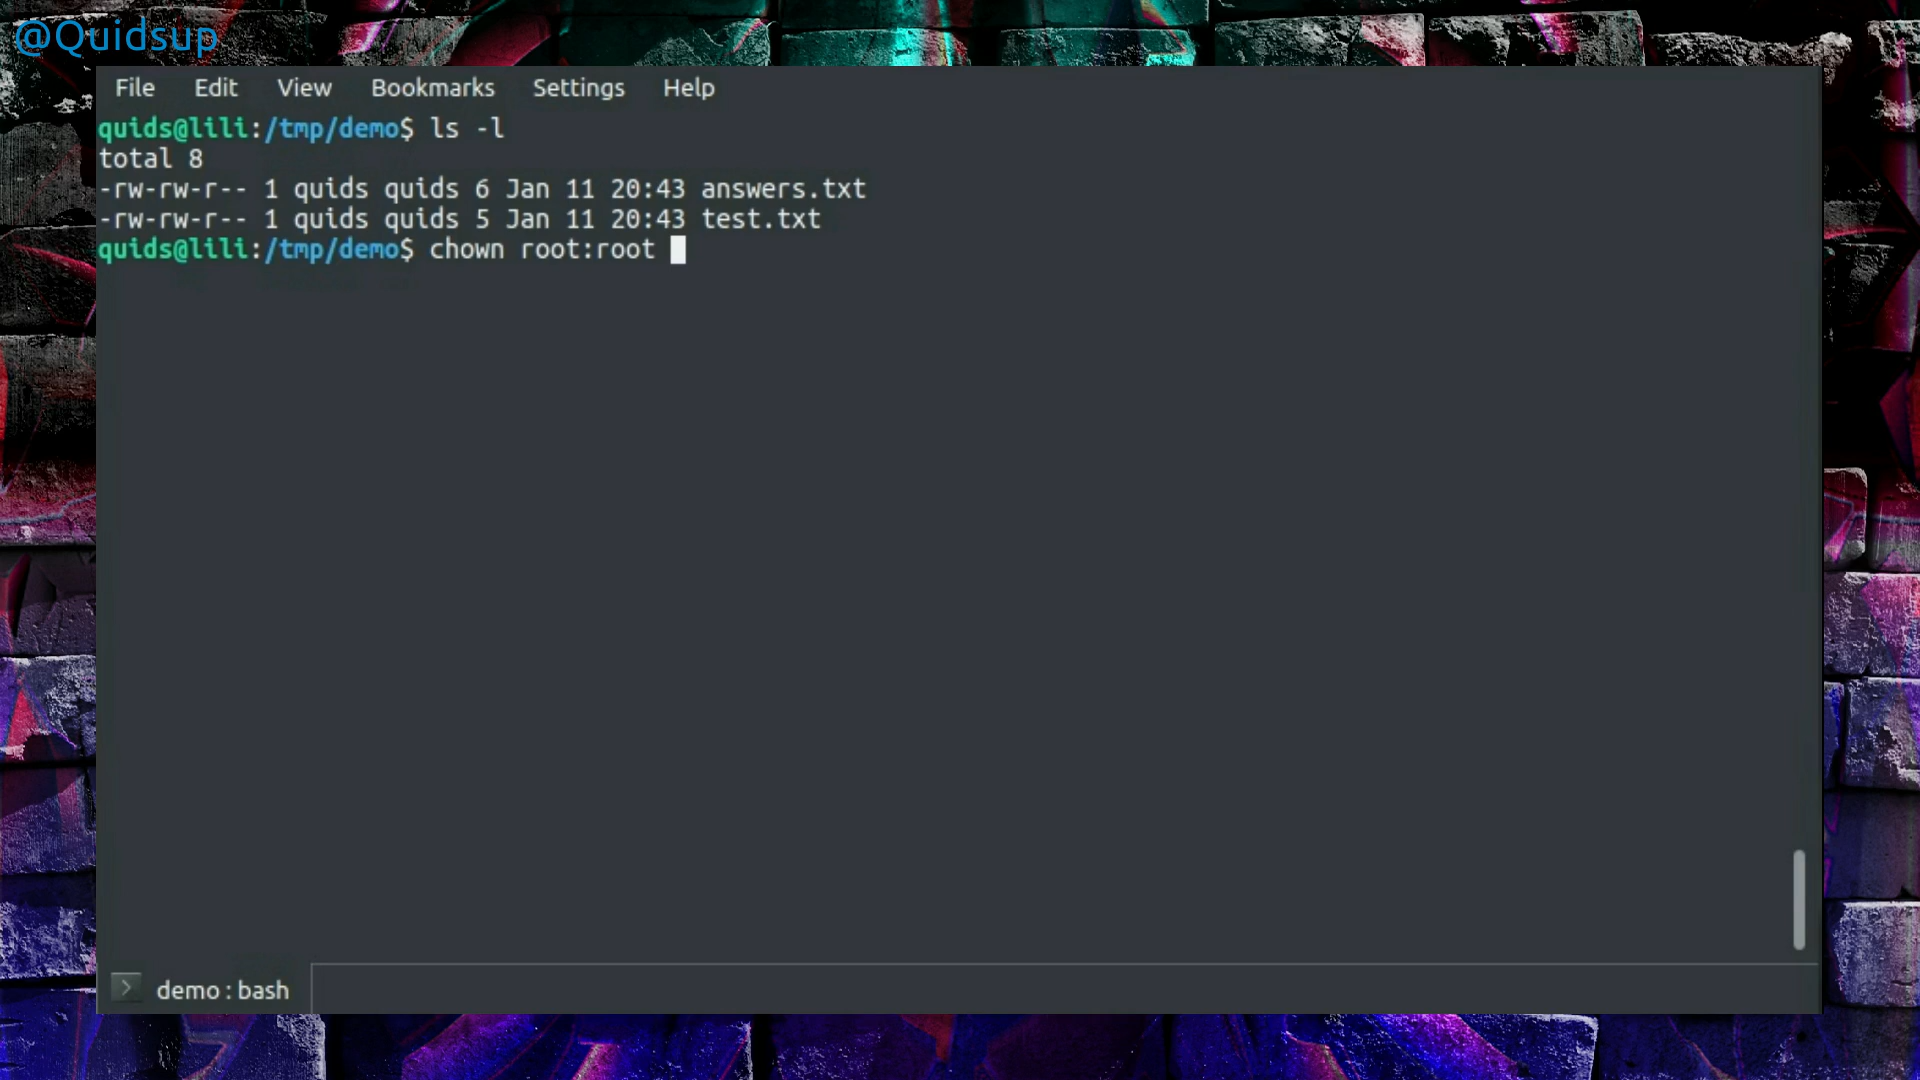 @Quidsup
File Edit View Bookmarks Settings Help
quids@lili:/tmp/demo$ ls -l
total 8
-rw-rw-r-- 1 quids quids 6 Jan 11 20:43 answers.txt
-rw-rw-r-- 1 quids quids 5 Jan 11 20:43 test.txt
quids@lili:/tmp/demo$ chown root:root
demo : bash